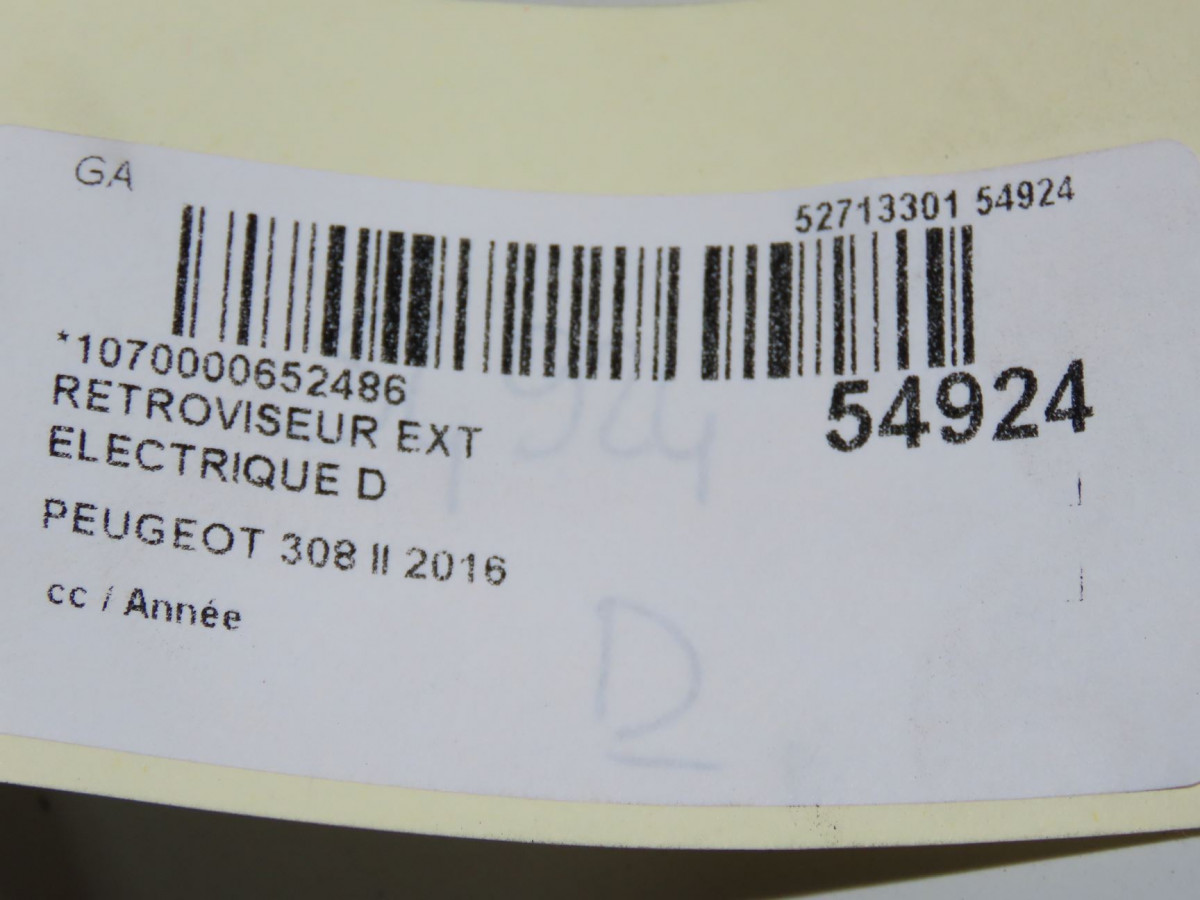 GA
52713301 54924
*1070000652486
54924
RETROVISEUR EXT
ELECTRIQUE D
PEUGEOT 308 II 2016
cc / Année
D